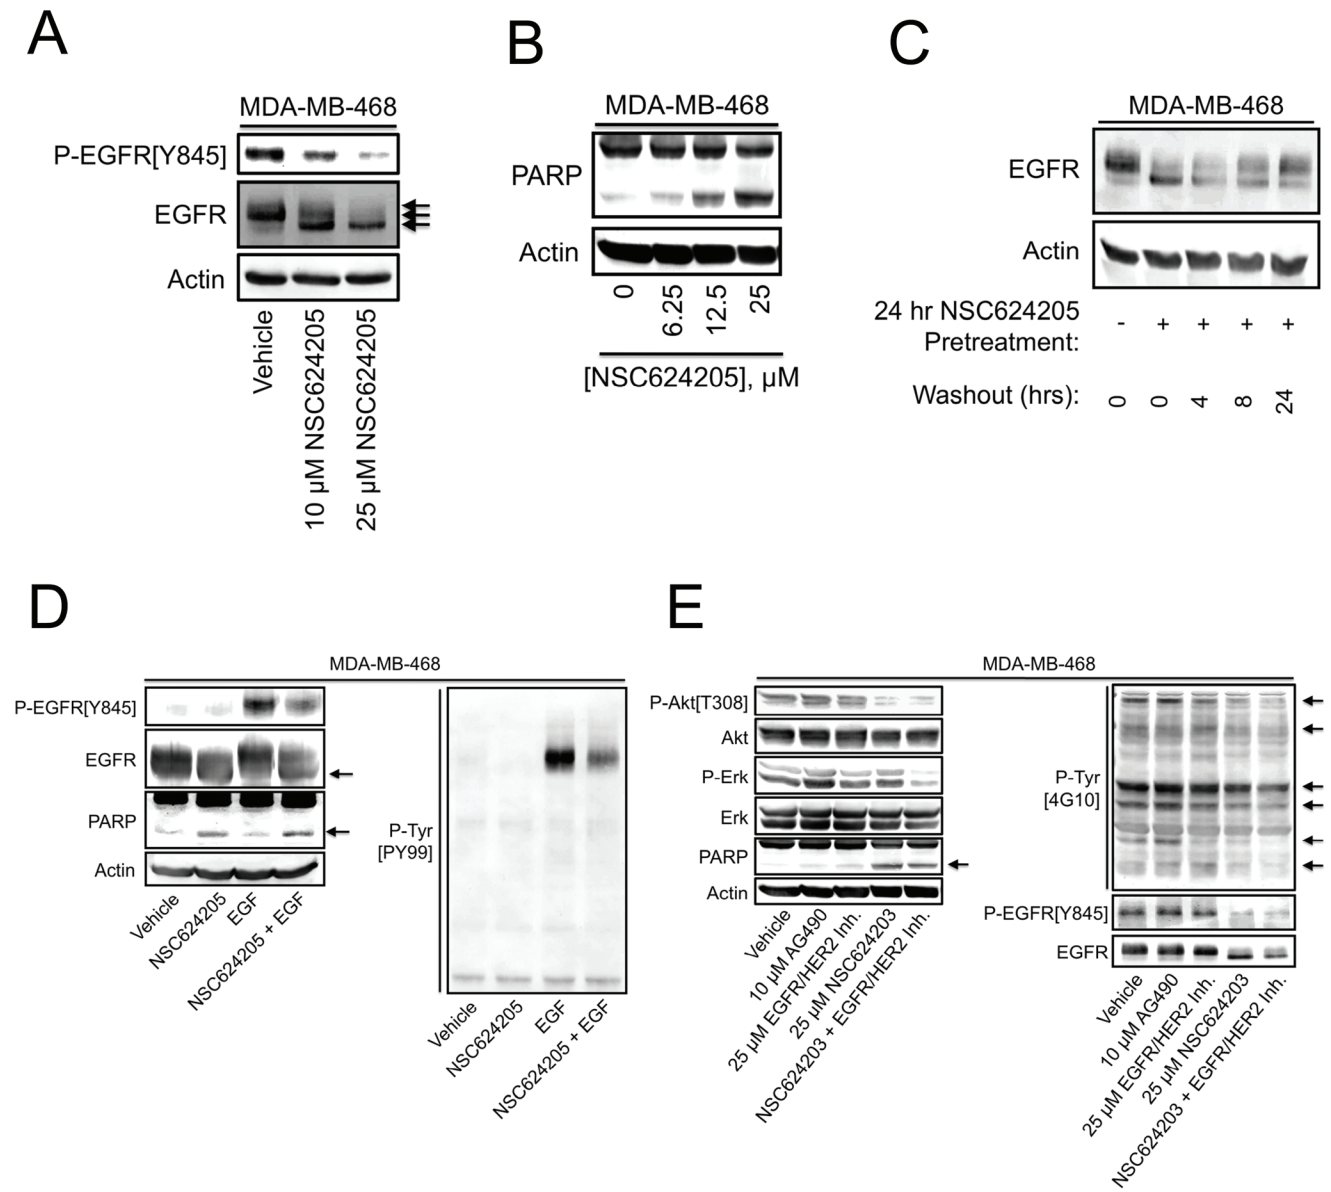 A
MDA-MB-468
P-EGFR[Y845]
EGFR
Actin
Vehicle
10 µM NSC624205
25 µM NSC624205
B
MDA-MB-468
PARP
Actin
0
6.25
12.5
25
[NSC624205], µM
C
MDA-MB-468
EGFR
Actin
24 hr NSC624205
Pretreatment:
- + + + +
Washout (hrs):
0
0
4
8
24
D
MDA-MB-468
P-EGFR[Y845]
EGFR
PARP
Actin
Vehicle
NSC624205
EGF
NSC624205 + EGF
P-Tyr
[PY99]
Vehicle
NSC624205
EGF
NSC624205 + EGF
E
MDA-MB-468
P-Akt[T308]
Akt
P-Erk
Erk
PARP
Actin
Vehicle
10 µM AG490
25 µM EGFR/HER2 Inh.
25 µM NSC624203
NSC624203 + EGFR/HER2 Inh.
P-Tyr
[4G10]
P-EGFR[Y845]
EGFR
Vehicle
10 µM AG490
25 µM EGFR/HER2 Inh.
25 µM NSC624203
NSC624203 + EGFR/HER2 Inh.